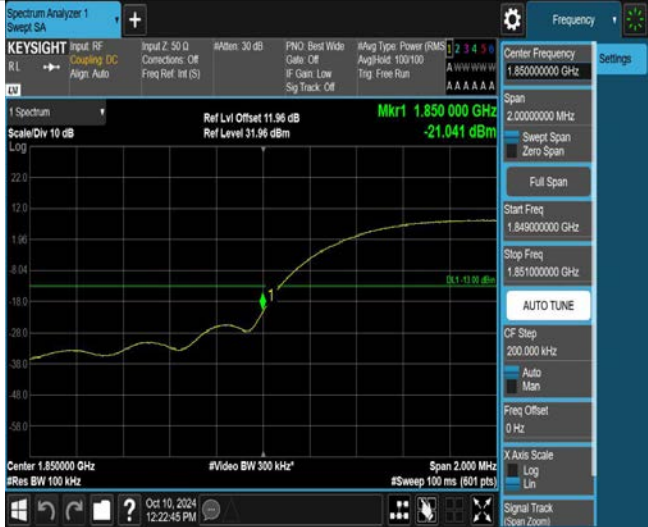 Spectrum Analyzer 1
Swept SA
+
Frequency
KEYSIGHT
RL
Input: RF
Coupling: DC
Align: Auto
Input Z: 50 Ω
Corrections: Off
Freq Ref: Int (S)
#Atten: 30 dB
PNO: Best Wide
Gate: Off
IF Gain: Low
Sig Track: Off
#Avg Type: Power (RMS
Avg|Hold: 100/100
Trig: Free Run
1 2 3 4 5 6
A W W W W W
A A A A A A
1 Spectrum
Scale/Div 10 dB
Log
Ref Lvl Offset 11.96 dB
Ref Level 31.96 dBm
Mkr1 1.850 000 GHz
-21.041 dBm
22.0
12.0
1.96
-8.04
-18.0
-28.0
-38.0
-48.0
-58.0
DL1 -13.00 dBm
1
Center 1.850000 GHz
#Res BW 100 kHz
#Video BW 300 kHz*
Span 2.000 MHz
#Sweep 100 ms (601 pts)
Oct 10, 2024
12:22:45 PM
?
Center Frequency
1.850000000 GHz
Settings
Span
2.00000000 MHz
Swept Span
Zero Span
Full Span
Start Freq
1.849000000 GHz
Stop Freq
1.851000000 GHz
AUTO TUNE
CF Step
200.000 kHz
Auto
Man
Freq Offset
0 Hz
X Axis Scale
Log
Lin
Signal Track
(Span Zoom)